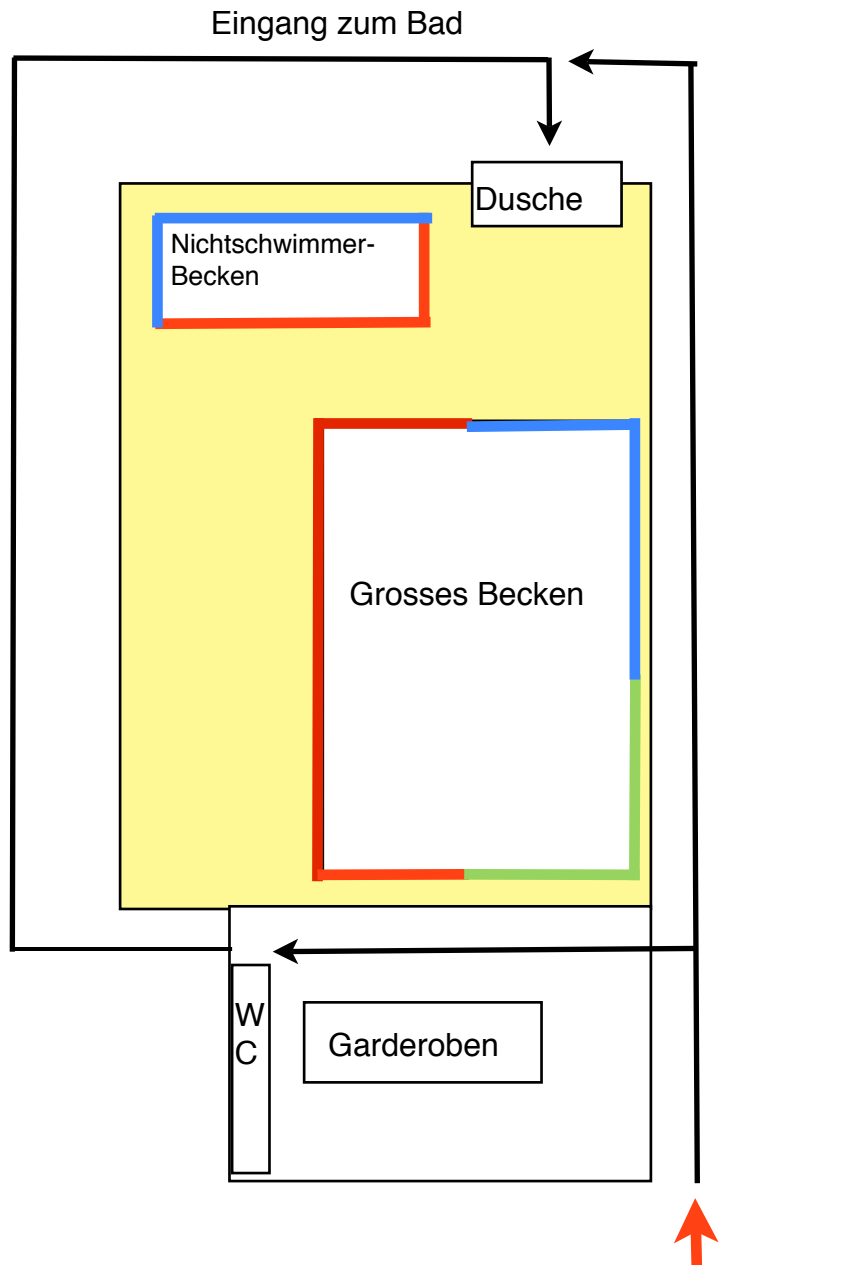 Eingang zum Bad
Dusche
Nichtschwimmer-
Becken
Grosses Becken
W
C
Garderoben